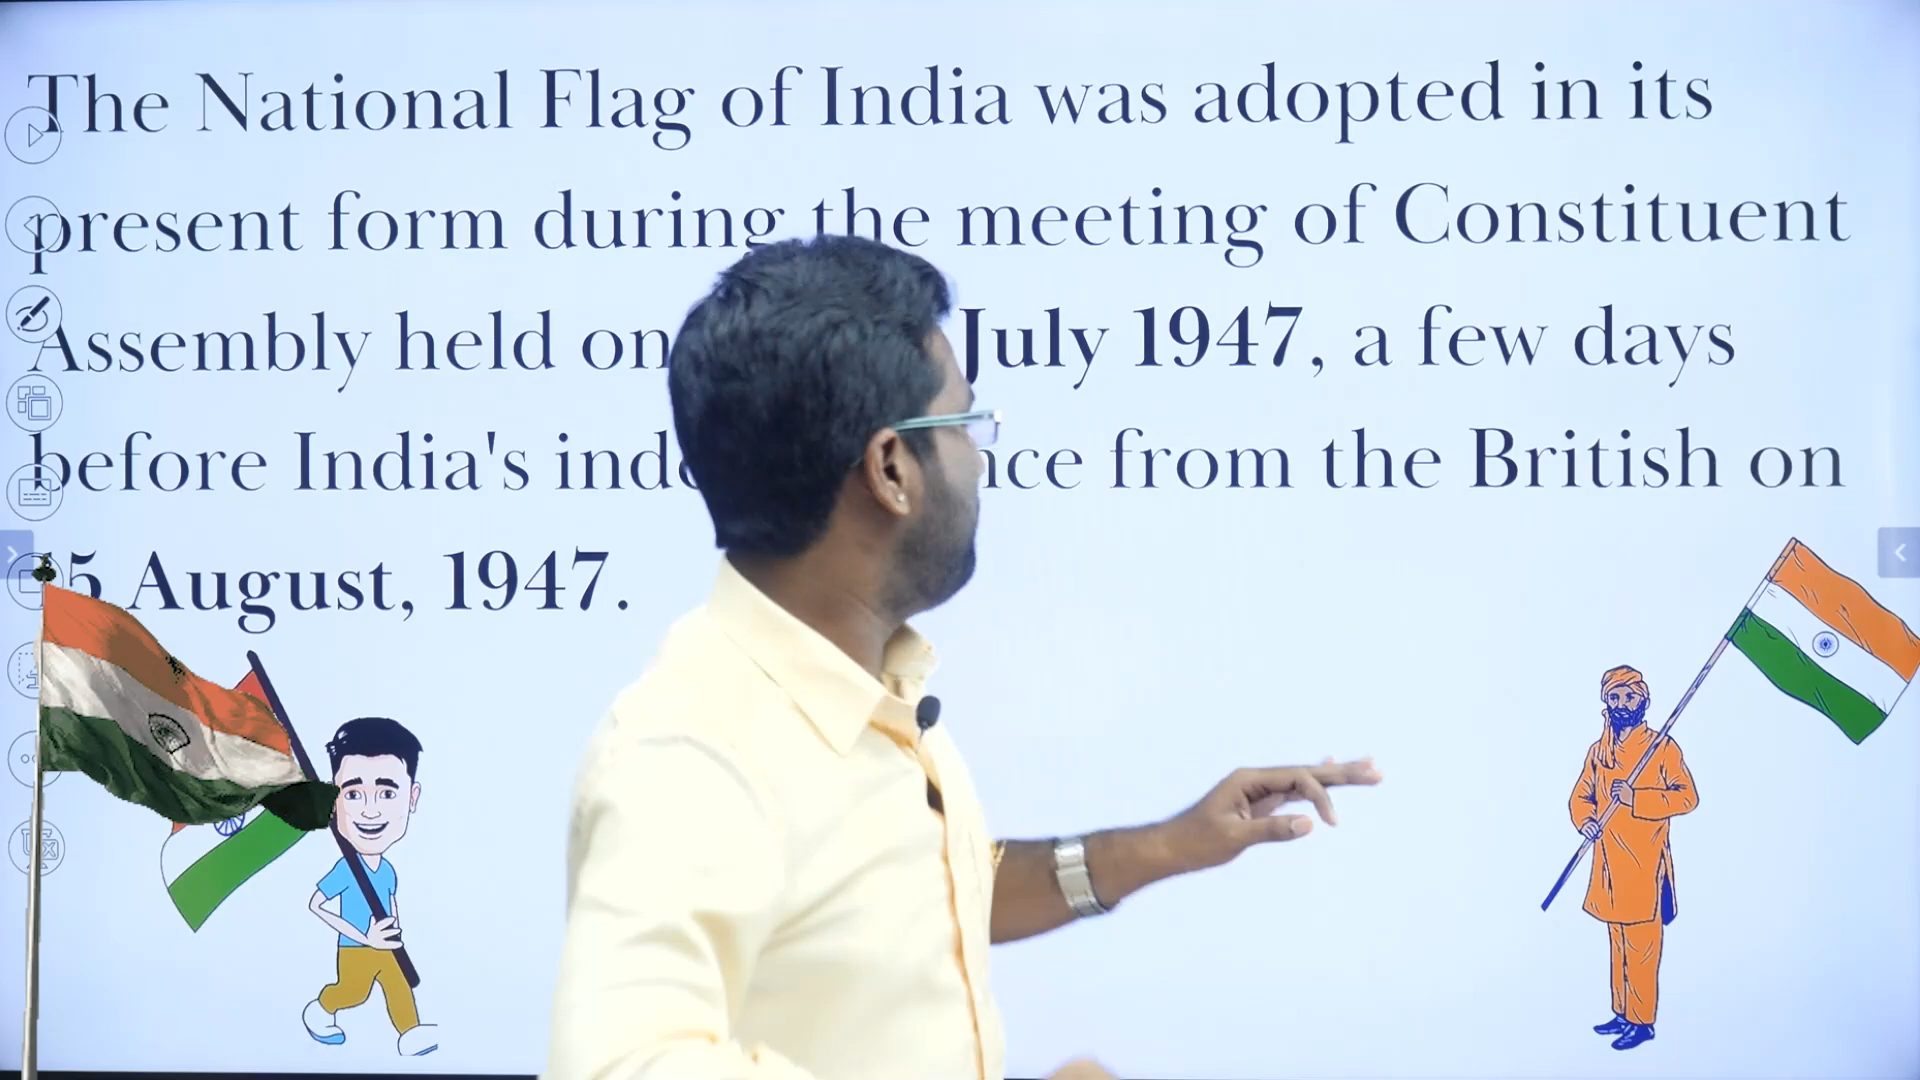 The National Flag of India was adopted in its
present form during the meeting of Constituent
Assembly held on July 1947, a few days
before India's from the British on
August, 1947.